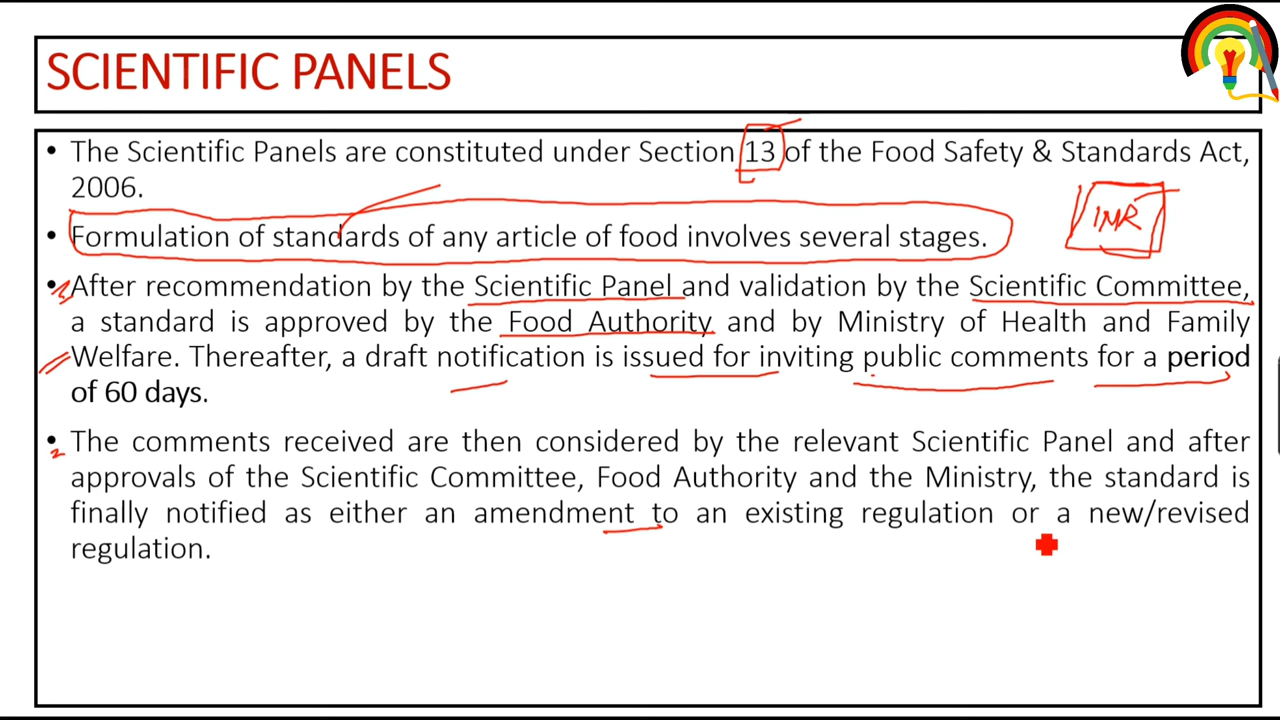 SCIENTIFIC PANELS
• The Scientific Panels are constituted under Section 13 of the Food Safety & Standards Act,
2006.
• Formulation of standards of any article of food involves several stages.
IMR
• After recommendation by the Scientific Panel and validation by the Scientific Committee,
a standard is approved by the Food Authority and by Ministry of Health and Family
Welfare. Thereafter, a draft notification is issued for inviting public comments for a period
of 60 days.
• The comments received are then considered by the relevant Scientific Panel and after
approvals of the Scientific Committee, Food Authority and the Ministry, the standard is
finally notified as either an amendment to an existing regulation or a new/revised
regulation.